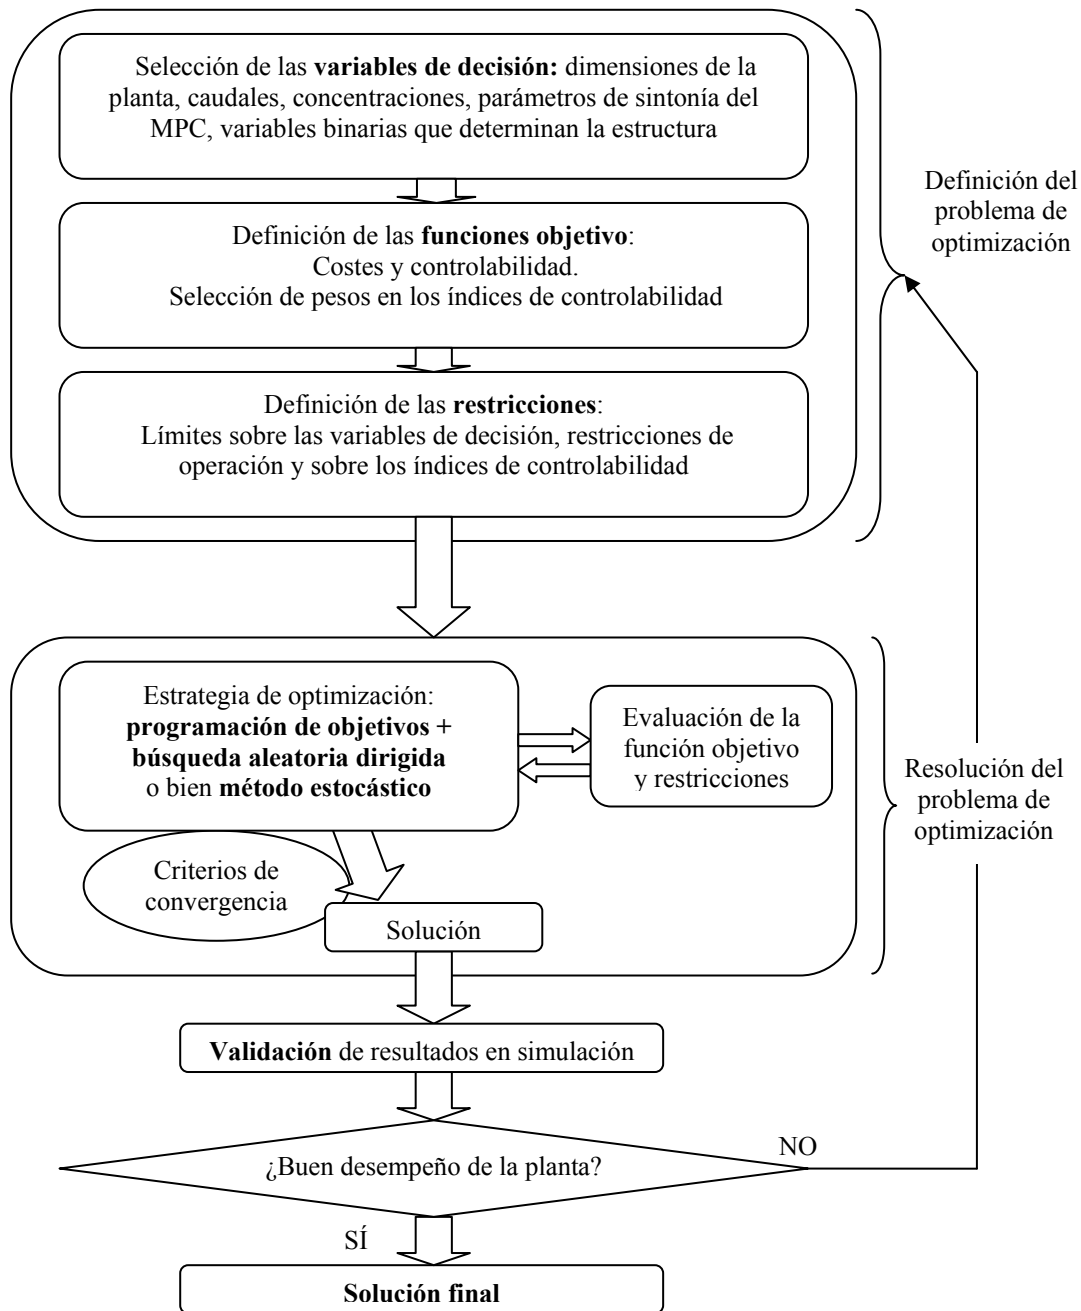 Selección de las variables de decisión: dimensiones de la
planta, caudales, concentraciones, parámetros de sintonía del
MPC, variables binarias que determinan la estructura
Definición de las funciones objetivo:
Costes y controlabilidad.
Selección de pesos en los índices de controlabilidad
Definición de las restricciones:
Límites sobre las variables de decisión, restricciones de
operación y sobre los índices de controlabilidad
Definición del
problema de
optimización
Estrategia de optimización:
programación de objetivos +
búsqueda aleatoria dirigida
o bien método estocástico
Evaluación de la
función objetivo
y restricciones
Resolución del
problema de
optimización
Criterios de
convergencia
Solución
Validación de resultados en simulación
¿Buen desempeño de la planta?
NO
SÍ
Solución final